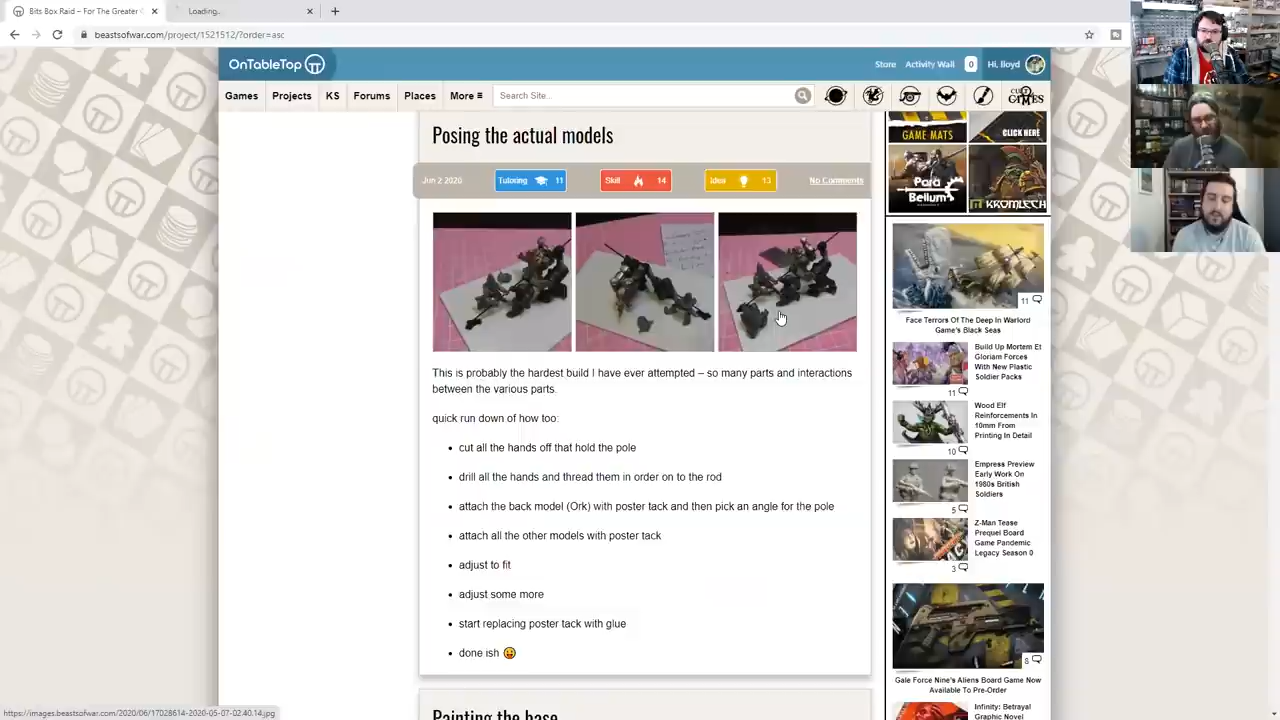 Bits Box Raid – For The Greater
Loading..
beastsofwar.com/project/1521512/?order=asc
OnTableTop
Store
Activity Wall
0
Hi, lloyd
Games
Projects
KS
Forums
Places
More
Search Site...
GAMES
Posing the actual models
GAME MATS
CLICK HERE
Jun 2 2020
Tutoring 11
Skill 14
Idea 13
No Comments
Para Bellum
KROMLECH
11
Face Terrors Of The Deep In Warlord
Game's Black Seas
This is probably the hardest build I have ever attempted – so many parts and interactions
between the various parts.
quick run down of how too:
• cut all the hands off that hold the pole
• drill all the hands and thread them in order on to the rod
• attach the back model (Ork) with poster tack and then pick an angle for the pole
• attach all the other models with poster tack
• adjust to fit
• adjust some more
• start replacing poster tack with glue
• done ish 😛
Build Up Mortem Et
Gloriam Forces
With New Plastic
Soldier Packs
11
Wood Elf
Reinforcements In
10mm From
Printing In Detail
10
Empress Preview
Early Work On
1980s British
Soldiers
5
Z-Man Tease
Prequel Board
Game Pandemic
Legacy Season 0
3
8
Gale Force Nine's Aliens Board Game Now
Available To Pre-Order
Infinity: Betrayal
Graphic Novel
Painting the base
https://images.beastsofwar.com/2020/06/17028614-2020-05-07-02.40.14.jpg